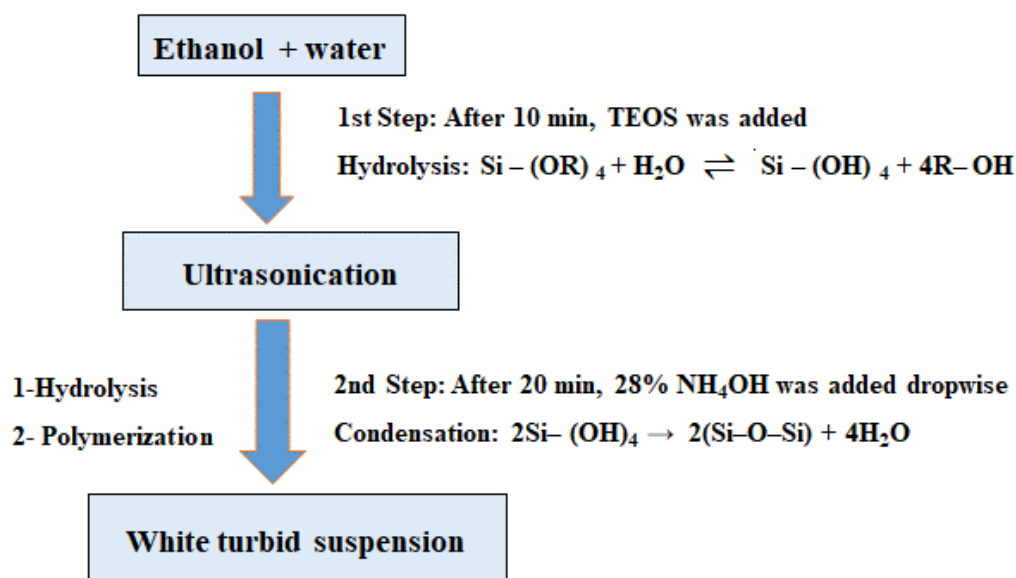 Ethanol + water
1st Step: After 10 min, TEOS was added
Hydrolysis: Si – (OR) ₄ + H₂O ⇌ Si – (OH) ₄ + 4R– OH
Ultrasonication
1-Hydrolysis
2- Polymerization
2nd Step: After 20 min, 28% NH₄OH was added dropwise
Condensation: 2Si– (OH)₄ → 2(Si–O–Si) + 4H₂O
White turbid suspension